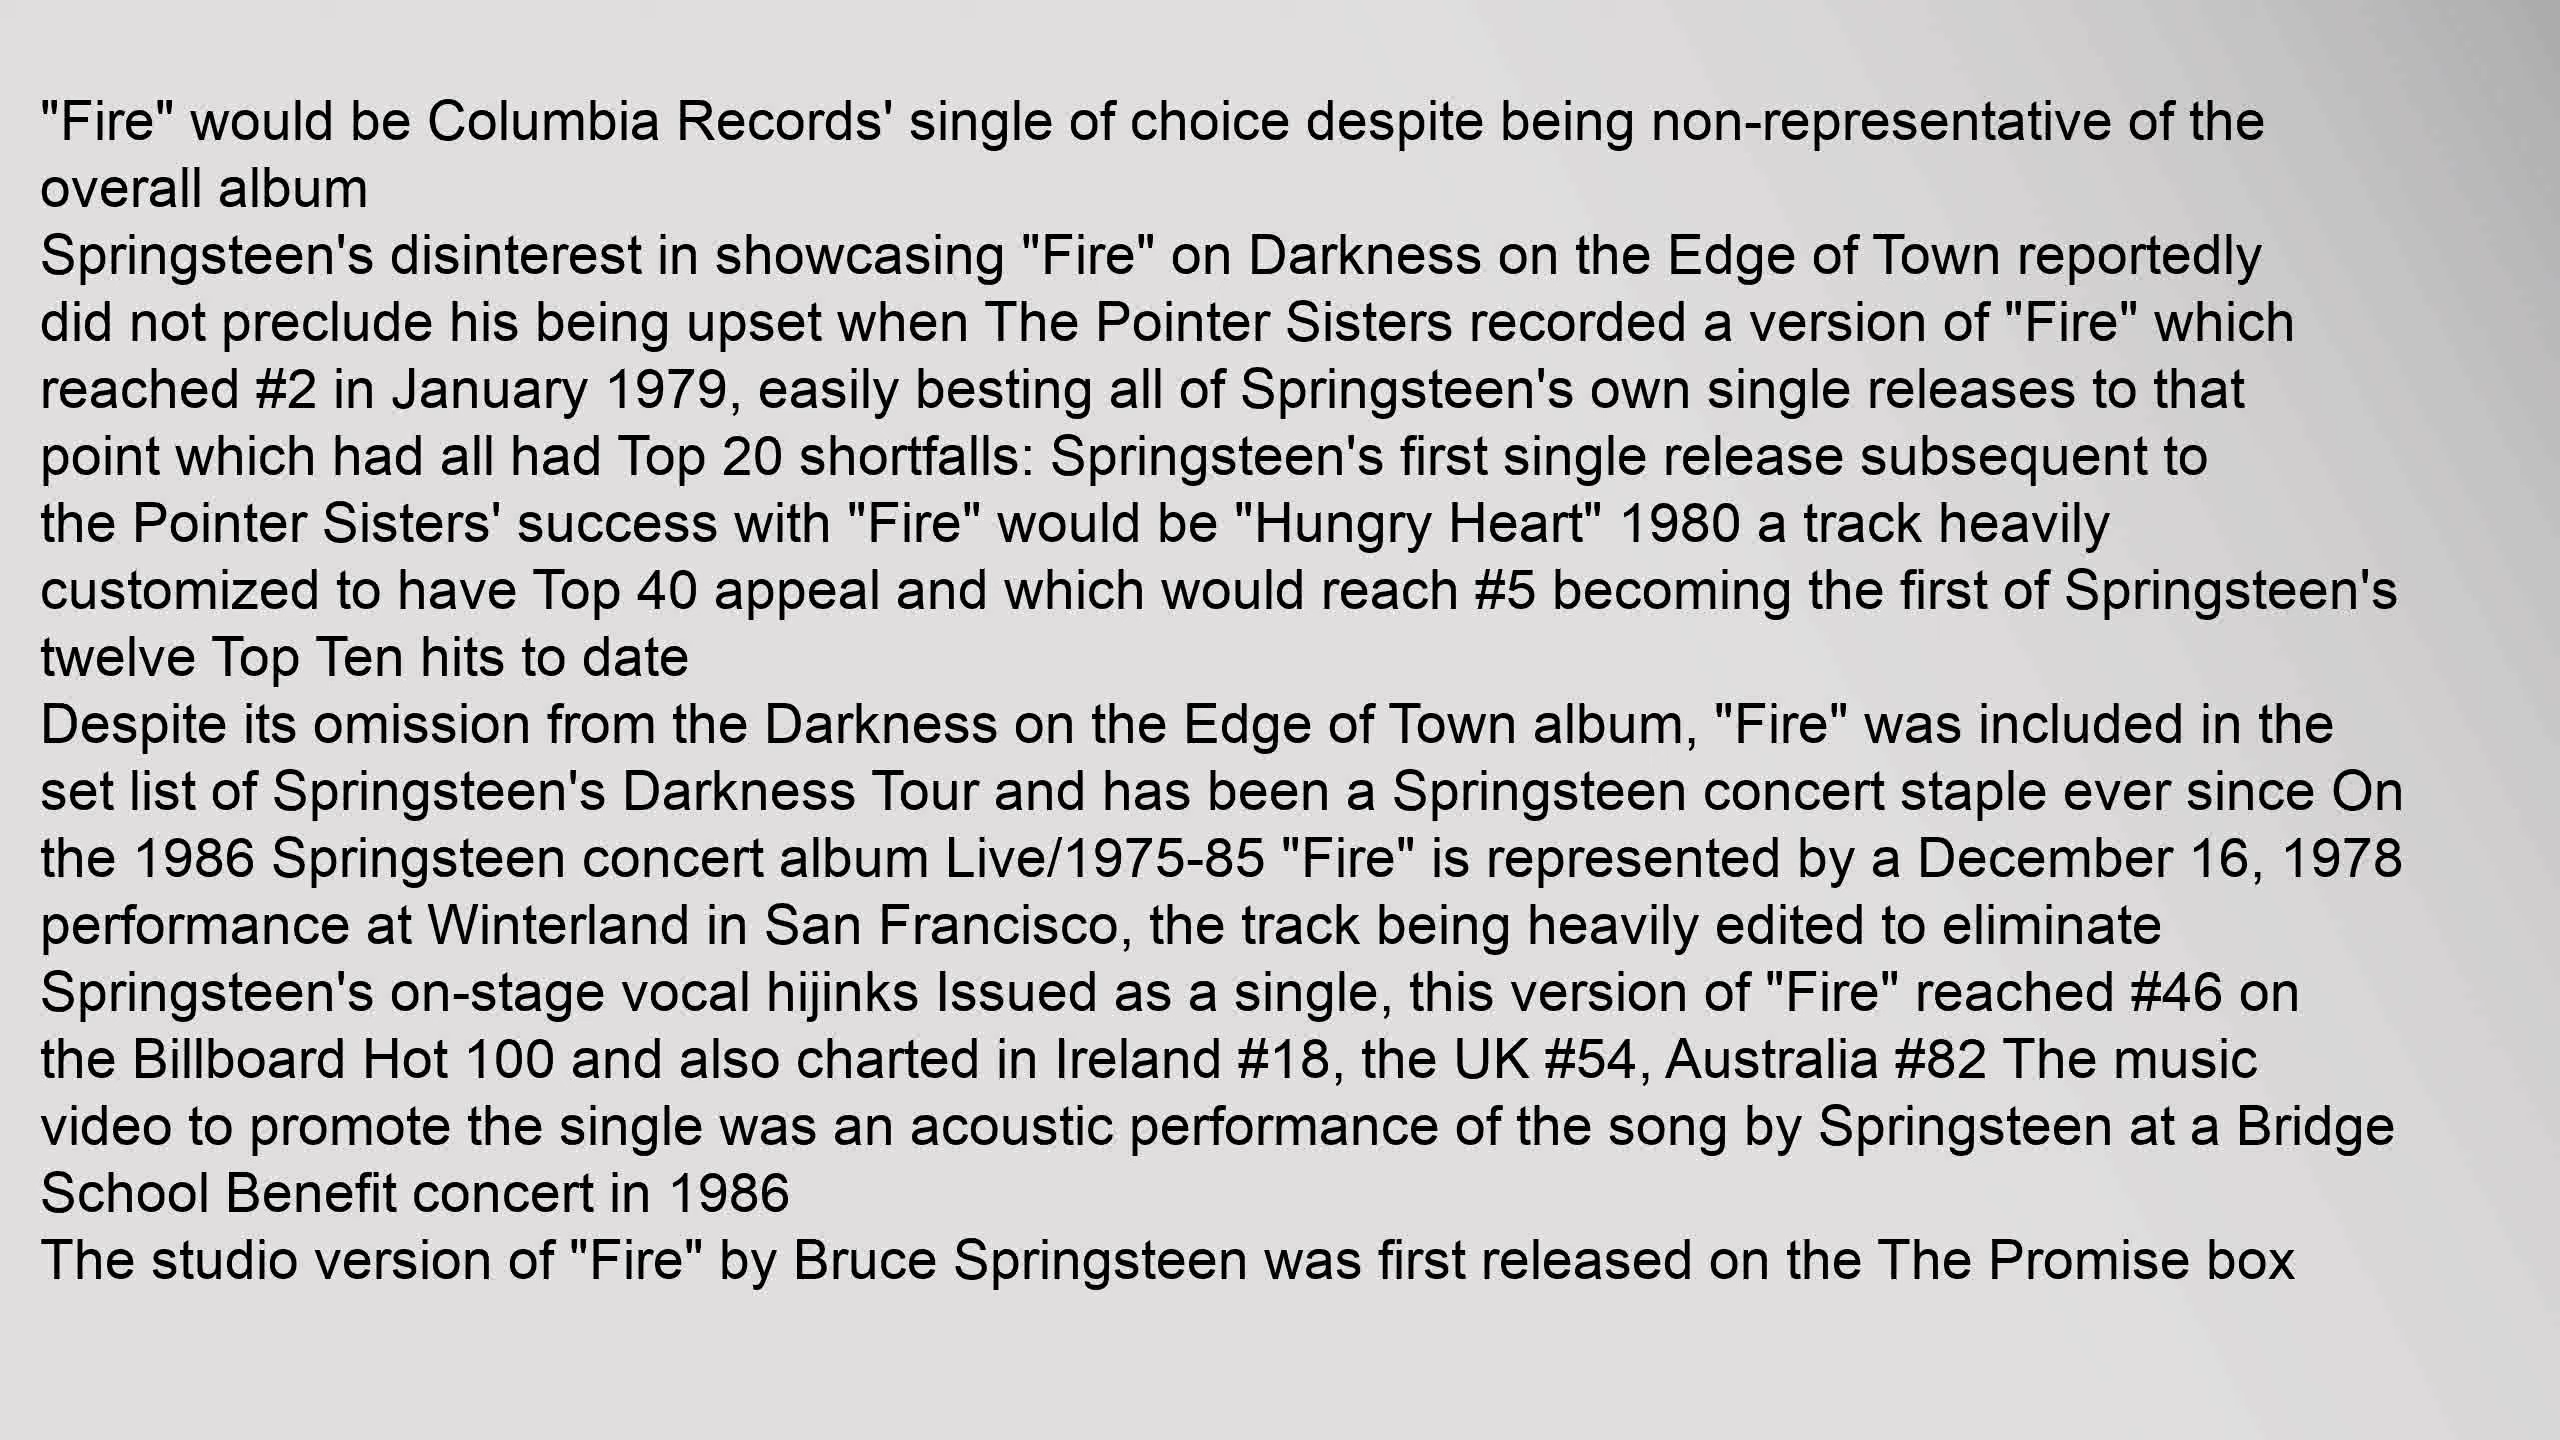 "Fire" would be Columbia Records' single of choice despite being non-representative of the
overall album
Springsteen's disinterest in showcasing "Fire" on Darkness on the Edge of Town reportedly
did not preclude his being upset when The Pointer Sisters recorded a version of "Fire" which
reached #2 in January 1979, easily besting all of Springsteen's own single releases to that
point which had all had Top 20 shortfalls: Springsteen's first single release subsequent to
the Pointer Sisters' success with "Fire" would be "Hungry Heart" 1980 a track heavily
customized to have Top 40 appeal and which would reach #5 becoming the first of Springsteen's
twelve Top Ten hits to date
Despite its omission from the Darkness on the Edge of Town album, "Fire" was included in the
set list of Springsteen's Darkness Tour and has been a Springsteen concert staple ever since On
the 1986 Springsteen concert album Live/1975-85 "Fire" is represented by a December 16, 1978
performance at Winterland in San Francisco, the track being heavily edited to eliminate
Springsteen's on-stage vocal hijinks Issued as a single, this version of "Fire" reached #46 on
the Billboard Hot 100 and also charted in Ireland #18, the UK #54, Australia #82 The music
video to promote the single was an acoustic performance of the song by Springsteen at a Bridge
School Benefit concert in 1986
The studio version of "Fire" by Bruce Springsteen was first released on the The Promise box